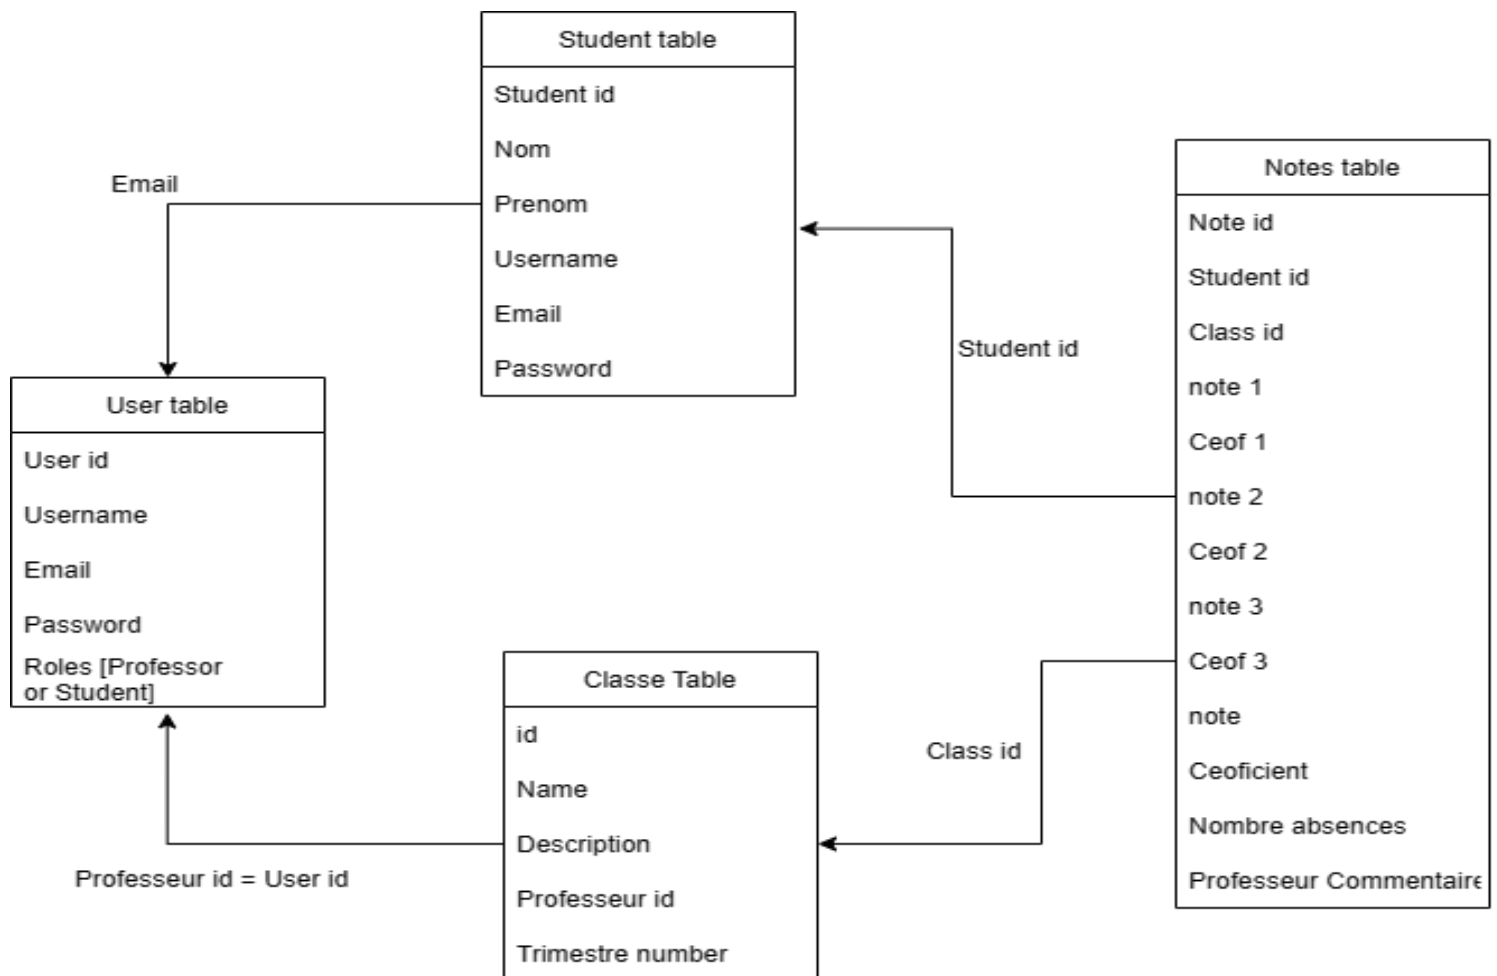 Student table
Student id
Nom
Prenom
Username
Email
Password
Email
User table
User id
Username
Email
Password
Roles [Professor
or Student]
Professeur id = User id
Classe Table
id
Name
Description
Professeur id
Trimestre number
Student id
Class id
Notes table
Note id
Student id
Class id
note 1
Ceof 1
note 2
Ceof 2
note 3
Ceof 3
note
Ceoficient
Nombre absences
Professeur Commentaire